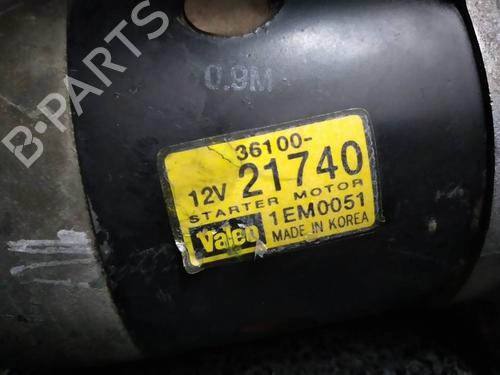 B-PARTS
0.9M
36100-
12V 21740
STARTER MOTOR
Valeo 1EM0051
MADE IN KOREA